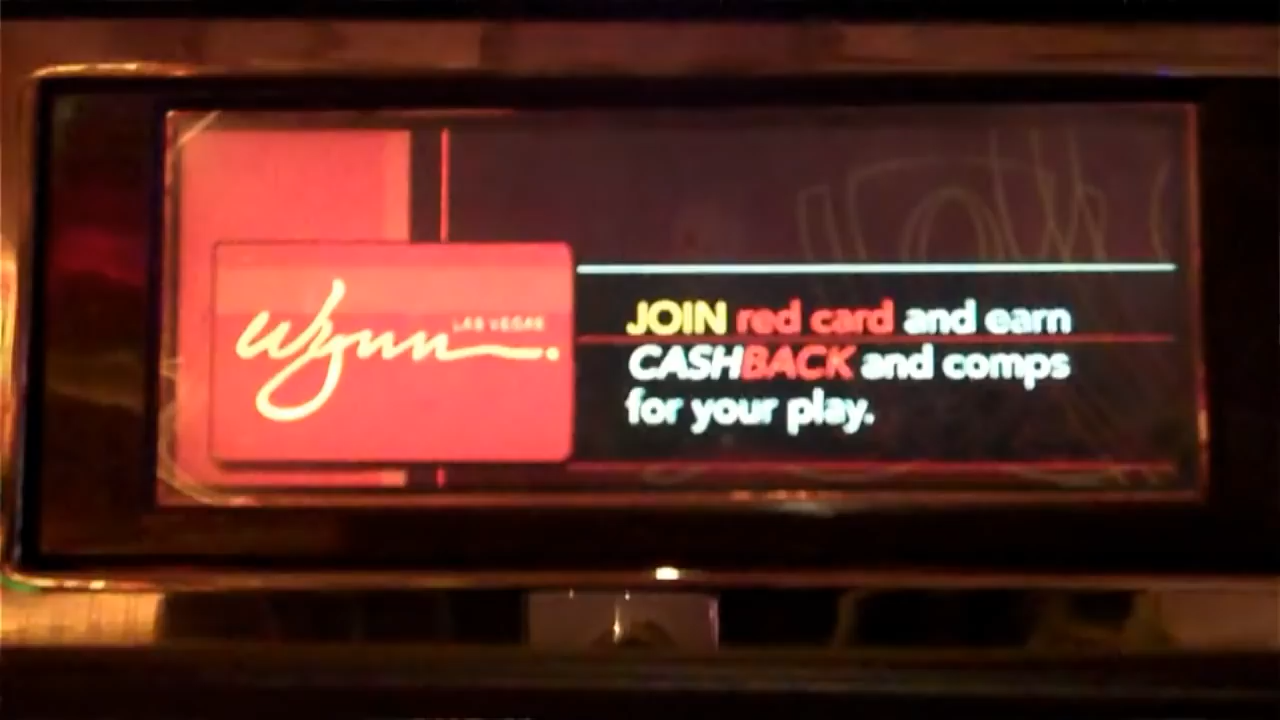 Wynn
LAS VEGAS
JOIN red card and earn
CASHBACK and comps
for your play.